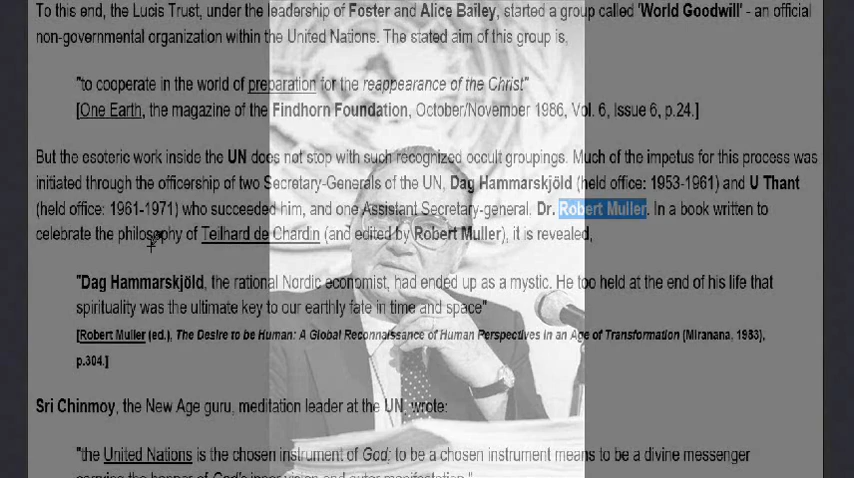 To this end, the Lucis Trust, under the leadership of Foster and Alice Bailey, started a group called 'World Goodwill' - an official
non-governmental organization within the United Nations. The stated aim of this group is,
"to cooperate in the world of preparation for the reappearance of the Christ"
[One Earth, the magazine of the Findhorn Foundation, October/November 1986, Vol. 6, Issue 6, p.24.]
But the esoteric work inside the UN does not stop with such recognized occult groupings. Much of the impetus for this process was
initiated through the officership of two Secretary-Generals of the UN, Dag Hammarskjöld (held office: 1953-1961) and U Thant
(held office: 1961-1971) who succeeded him, and one Assistant Secretary-general, Dr. Robert Muller. In a book written to
celebrate the philosophy of Teilhard de Chardin (and edited by Robert Muller), it is revealed,
"Dag Hammarskjöld, the rational Nordic economist, had ended up as a mystic. He too held at the end of his life that
spirituality was the ultimate key to our earthly fate in time and space"
[Robert Muller (ed.), The Desire to be Human: A Global Reconnaissance of Human Perspectives in an Age of Transformation (Miranana, 1983),
p.304.]
Sri Chinmoy, the New Age guru, meditation leader at the UN, wrote:
"the United Nations is the chosen instrument of God; to be a chosen instrument means to be a divine messenger
carrying the banner of God's inner vision and outer manifestation."